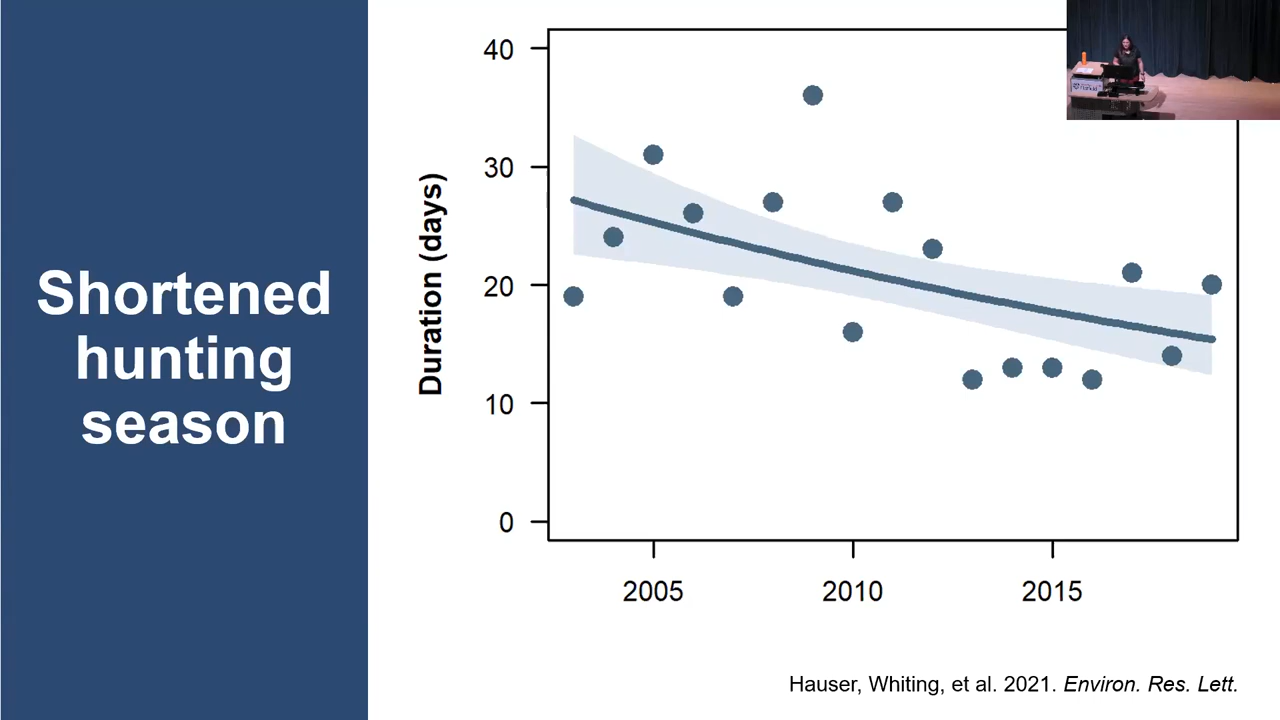 Shortened
hunting
season
Duration (days)
40
30
20
10
0
2005
2010
2015
Hauser, Whiting, et al. 2021. Environ. Res. Lett.